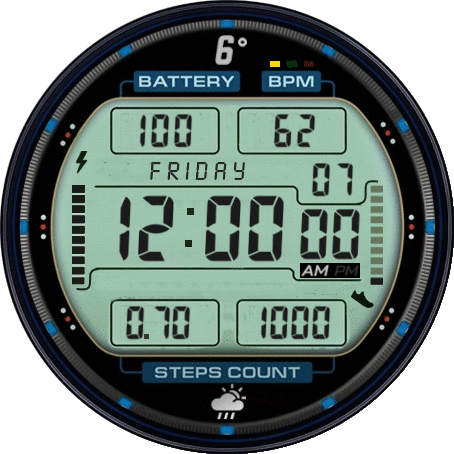 6°
BATTERY BPM
100 62
FRIDAY 07
12:00 00
AM PM
0.70 1000
STEPS COUNT